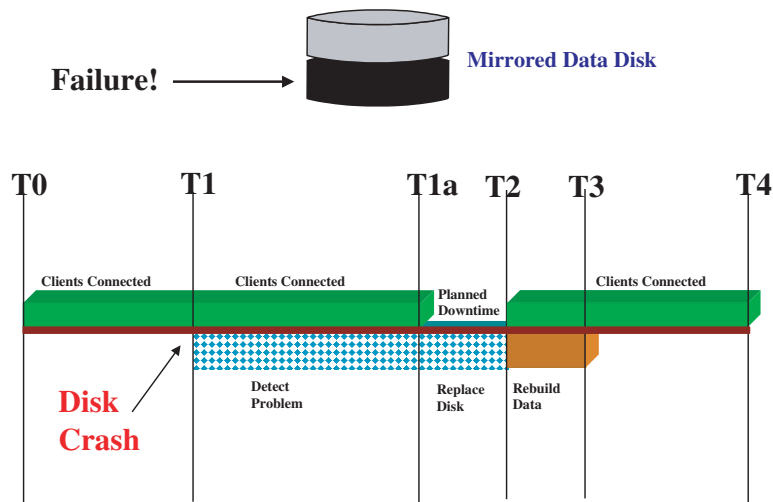 Failure!
Mirrored Data Disk
T0
T1
T1a
T2
T3
T4
Clients Connected
Clients Connected
Planned
Downtime
Clients Connected
Disk
Crash
Detect
Problem
Replace
Disk
Rebuild
Data